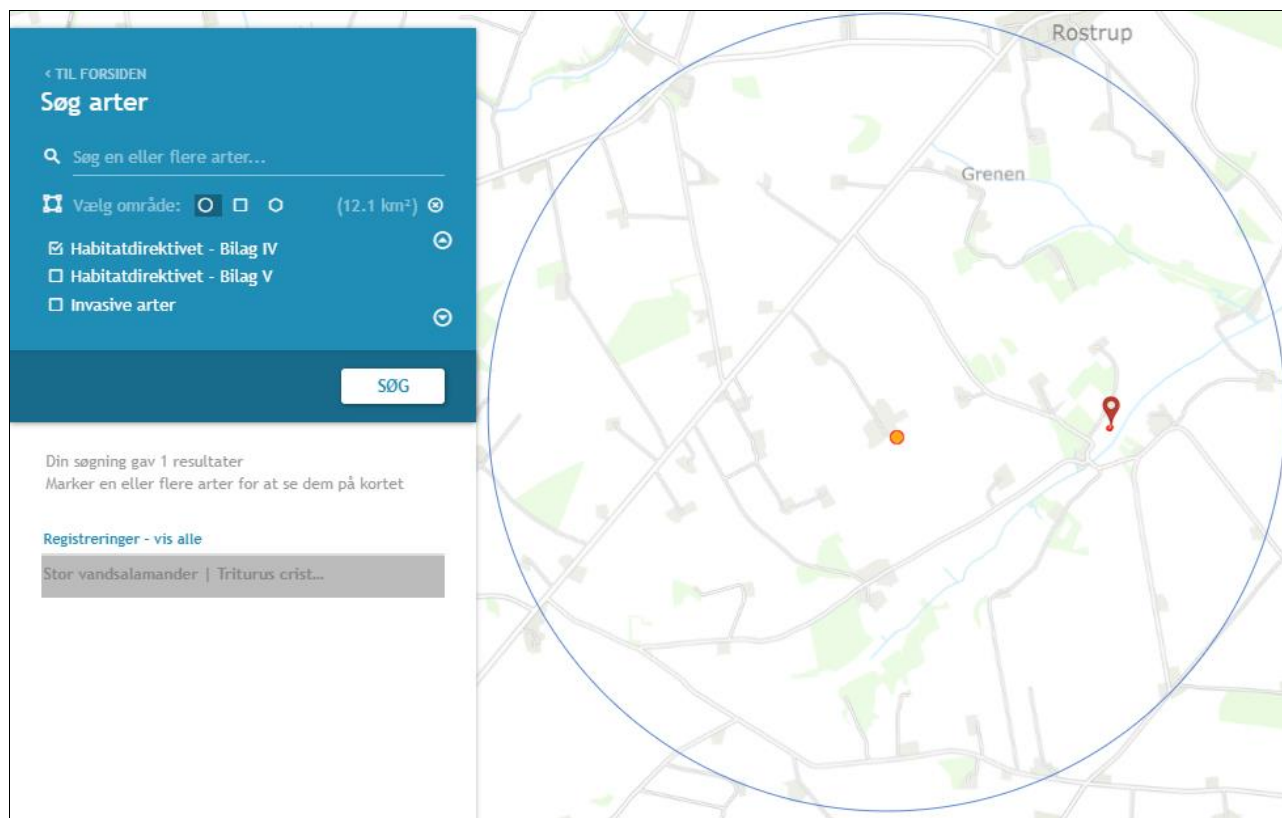 ‹ TIL FORSIDEN
Søg arter
Søg en eller flere arter...
Vælg område:
(12.1 km²)
Habitatdirektivet - Bilag IV
Habitatdirektivet - Bilag V
Invasive arter
SØG
Din søgning gav 1 resultater
Marker en eller flere arter for at se dem på kortet
Registreringer - vis alle
Stor vandsalamander | Triturus crist...
Rostrup
Grenen